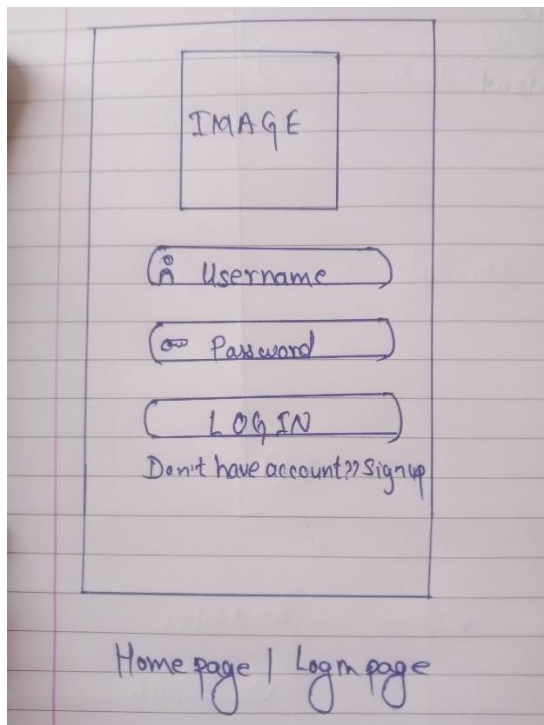 IMAGE
Username
Password
LOGIN
Don't have account?? Signup
Home page | Login page